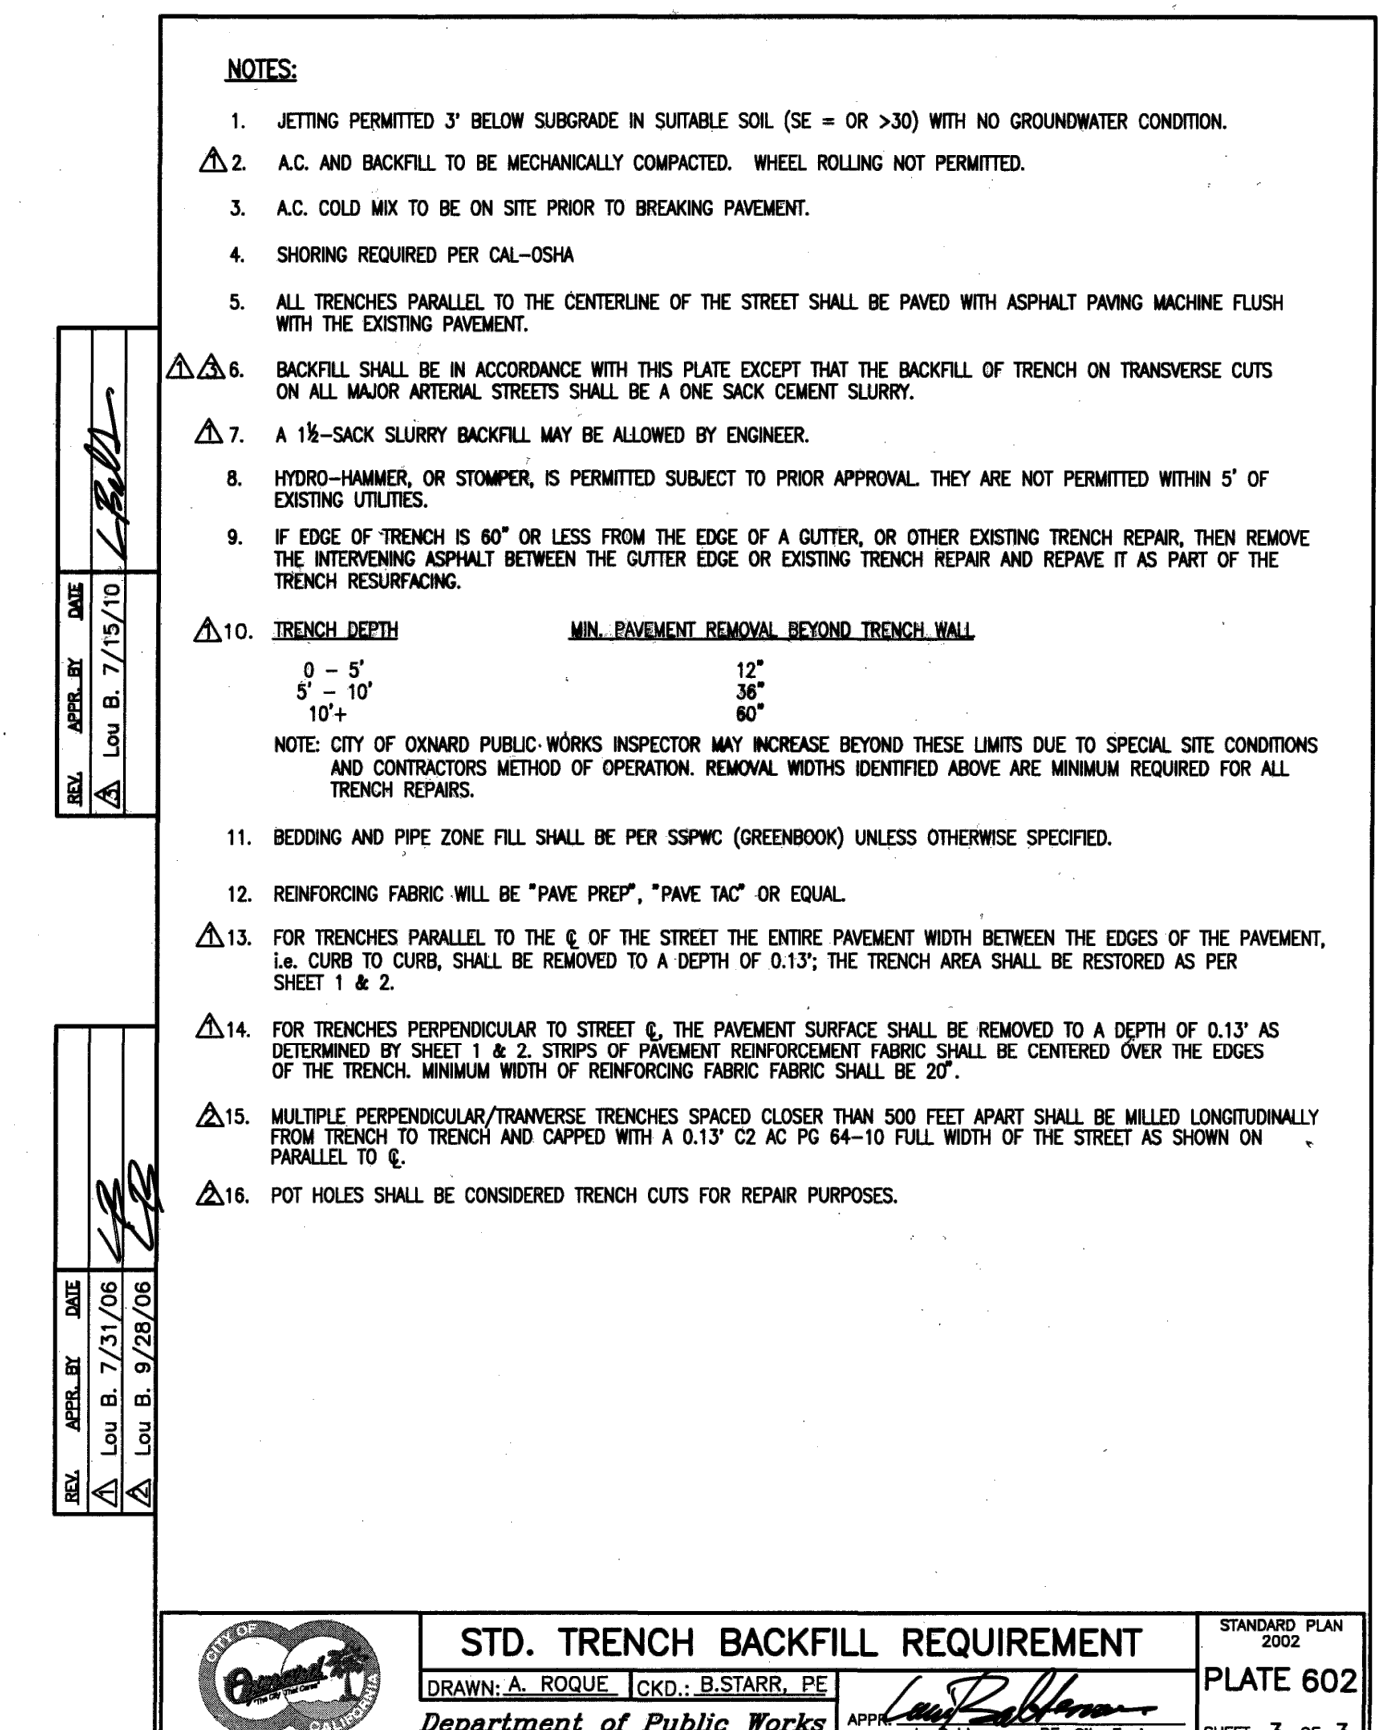 NOTES:
1. JETTING PERMITTED 3' BELOW SUBGRADE IN SUITABLE SOIL (SE = OR >30) WITH NO GROUNDWATER CONDITION.
1 2. A.C. AND BACKFILL TO BE MECHANICALLY COMPACTED. WHEEL ROLLING NOT PERMITTED.
3. A.C. COLD MIX TO BE ON SITE PRIOR TO BREAKING PAVEMENT.
4. SHORING REQUIRED PER CAL-OSHA
5. ALL TRENCHES PARALLEL TO THE CENTERLINE OF THE STREET SHALL BE PAVED WITH ASPHALT PAVING MACHINE FLUSH
WITH THE EXISTING PAVEMENT.
1 3 6. BACKFILL SHALL BE IN ACCORDANCE WITH THIS PLATE EXCEPT THAT THE BACKFILL OF TRENCH ON TRANSVERSE CUTS
ON ALL MAJOR ARTERIAL STREETS SHALL BE A ONE SACK CEMENT SLURRY.
1 7. A 1½-SACK SLURRY BACKFILL MAY BE ALLOWED BY ENGINEER.
8. HYDRO-HAMMER, OR STOMPER, IS PERMITTED SUBJECT TO PRIOR APPROVAL. THEY ARE NOT PERMITTED WITHIN 5' OF
EXISTING UTILITIES.
9. IF EDGE OF TRENCH IS 60" OR LESS FROM THE EDGE OF A GUTTER, OR OTHER EXISTING TRENCH REPAIR, THEN REMOVE
THE INTERVENING ASPHALT BETWEEN THE GUTTER EDGE OR EXISTING TRENCH REPAIR AND REPAVE IT AS PART OF THE
TRENCH RESURFACING.
1 10. TRENCH DEPTH MIN. PAVEMENT REMOVAL BEYOND TRENCH WALL
0 - 5' 12"
5' - 10' 36"
10'+ 60"
NOTE: CITY OF OXNARD PUBLIC WORKS INSPECTOR MAY INCREASE BEYOND THESE LIMITS DUE TO SPECIAL SITE CONDITIONS
AND CONTRACTORS METHOD OF OPERATION. REMOVAL WIDTHS IDENTIFIED ABOVE ARE MINIMUM REQUIRED FOR ALL
TRENCH REPAIRS.
11. BEDDING AND PIPE ZONE FILL SHALL BE PER SSPWC (GREENBOOK) UNLESS OTHERWISE SPECIFIED.
12. REINFORCING FABRIC WILL BE "PAVE PREP", "PAVE TAC" OR EQUAL.
1 13. FOR TRENCHES PARALLEL TO THE ℄ OF THE STREET THE ENTIRE PAVEMENT WIDTH BETWEEN THE EDGES OF THE PAVEMENT,
i.e. CURB TO CURB, SHALL BE REMOVED TO A DEPTH OF 0.13'; THE TRENCH AREA SHALL BE RESTORED AS PER
SHEET 1 & 2.
1 14. FOR TRENCHES PERPENDICULAR TO STREET ℄, THE PAVEMENT SURFACE SHALL BE REMOVED TO A DEPTH OF 0.13' AS
DETERMINED BY SHEET 1 & 2. STRIPS OF PAVEMENT REINFORCEMENT FABRIC SHALL BE CENTERED OVER THE EDGES
OF THE TRENCH. MINIMUM WIDTH OF REINFORCING FABRIC FABRIC SHALL BE 20".
2 15. MULTIPLE PERPENDICULAR/TRANVERSE TRENCHES SPACED CLOSER THAN 500 FEET APART SHALL BE MILLED LONGITUDINALLY
FROM TRENCH TO TRENCH AND CAPPED WITH A 0.13' C2 AC PG 64-10 FULL WIDTH OF THE STREET AS SHOWN ON
PARALLEL TO ℄.
2 16. POT HOLES SHALL BE CONSIDERED TRENCH CUTS FOR REPAIR PURPOSES.
REV. APPR. BY DATE
3 Lou B. 7/15/10
REV. APPR. BY DATE
1 Lou B. 7/31/06
2 Lou B. 9/28/06
CITY OF
Oxnard
"The City That Cares"
CALIFORNIA
STD. TRENCH BACKFILL REQUIREMENT
DRAWN: A. ROQUE CKD.: B.STARR, PE
Department of Public Works
APPR.
STANDARD PLAN
2002
PLATE 602
SHEET 3 OF 3